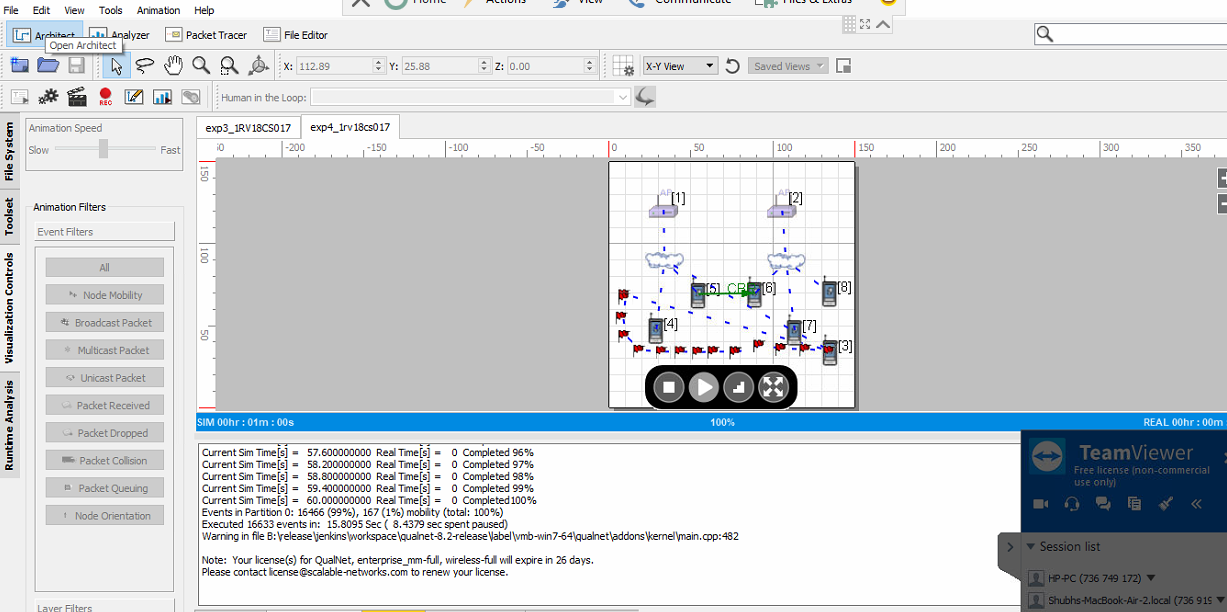 Home Actions View Communicate Files & Extras
File Edit View Tools Animation Help
Architect Analyzer Packet Tracer File Editor
Open Architect
X: 112.89 Y: 25.88 Z: 0.00 X-Y View Saved Views
REC Human in the Loop:
File System
Toolset
Visualization Controls
Runtime Analysis
Animation Speed
Slow Fast
Animation Filters
Event Filters
All
Node Mobility
Broadcast Packet
Multicast Packet
Unicast Packet
Packet Received
Packet Dropped
Packet Collision
Packet Queuing
Node Orientation
Layer Filters
exp3_1RV18CS017 exp4_1rv18cs017
-200 -150 -100 -50 0 50 100 150 200 250 300 350
150
100
50
AP [1] AP [2]
[5] CBR [6] [8]
[4] [7]
[3]
SIM 00hr : 01m : 00s 100% REAL 00hr : 00m
Current Sim Time[s] = 57.600000000 Real Time[s] = 0 Completed 96%
Current Sim Time[s] = 58.200000000 Real Time[s] = 0 Completed 97%
Current Sim Time[s] = 58.800000000 Real Time[s] = 0 Completed 98%
Current Sim Time[s] = 59.400000000 Real Time[s] = 0 Completed 99%
Current Sim Time[s] = 60.000000000 Real Time[s] = 0 Completed100%
Events in Partition 0: 16466 (99%), 167 (1%) mobility (total: 100%)
Executed 16633 events in: 15.8095 Sec ( 8.4379 sec spent paused)
Warning in file B:\release\jenkins\workspace\qualnet-8.2-release\label\vmb-win7-64\qualnet\addons\kernel\main.cpp:482
Note: Your license(s) for QualNet, enterprise_mm-full, wireless-full will expire in 26 days.
Please contact license@scalable-networks.com to renew your license.
TeamViewer
Free license (non-commercial
use only)
Session list
HP-PC (736 749 172)
Shubhs-MacBook-Air-2.local (736 919